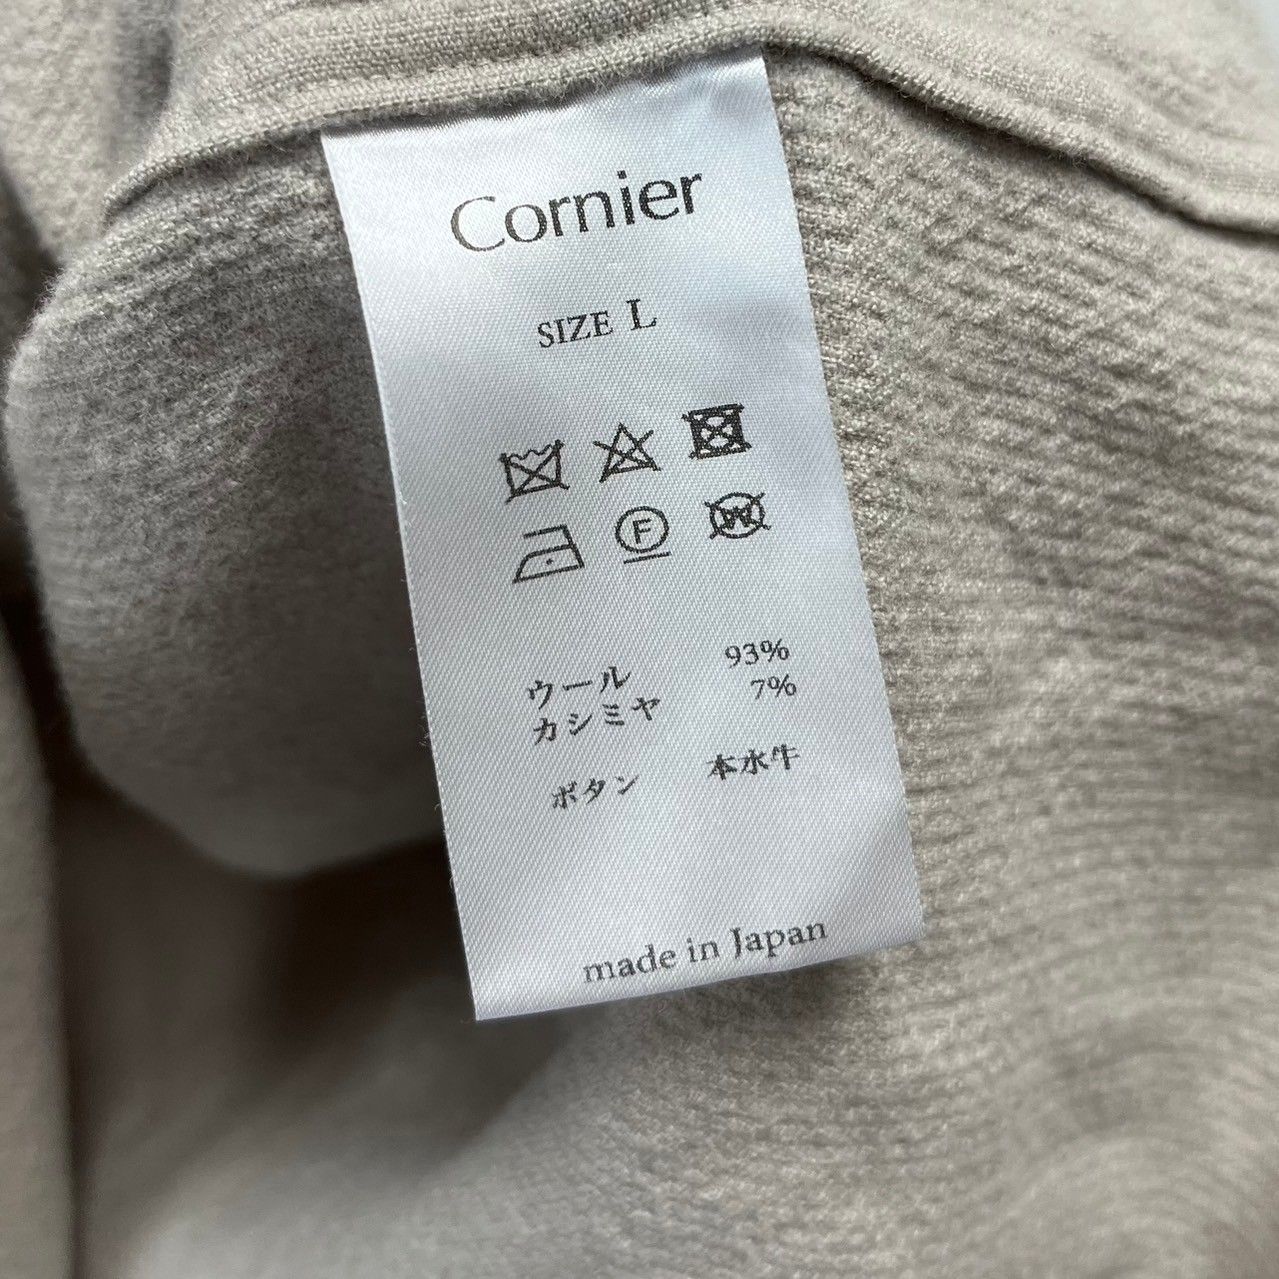 Cornier
SIZE L
F
W
ウール 93%
カシミヤ 7%
ボタン 本水牛
made in Japan